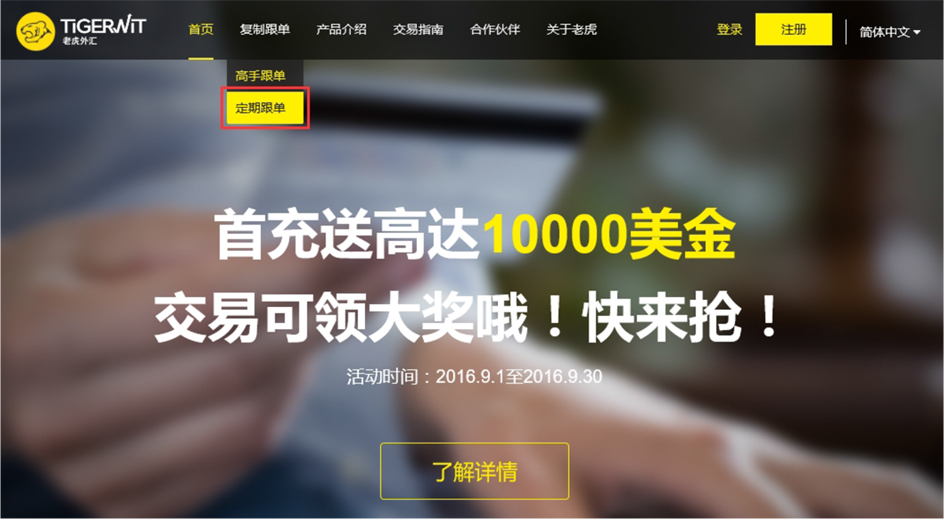 TiGERWiT
老虎外汇
首页 复制跟单 产品介绍 交易指南 合作伙伴 关于老虎 登录 注册 简体中文
高手跟单
定期跟单
首充送高达10000美金
交易可领大奖哦！快来抢！
活动时间：2016.9.1至2016.9.30
了解详情